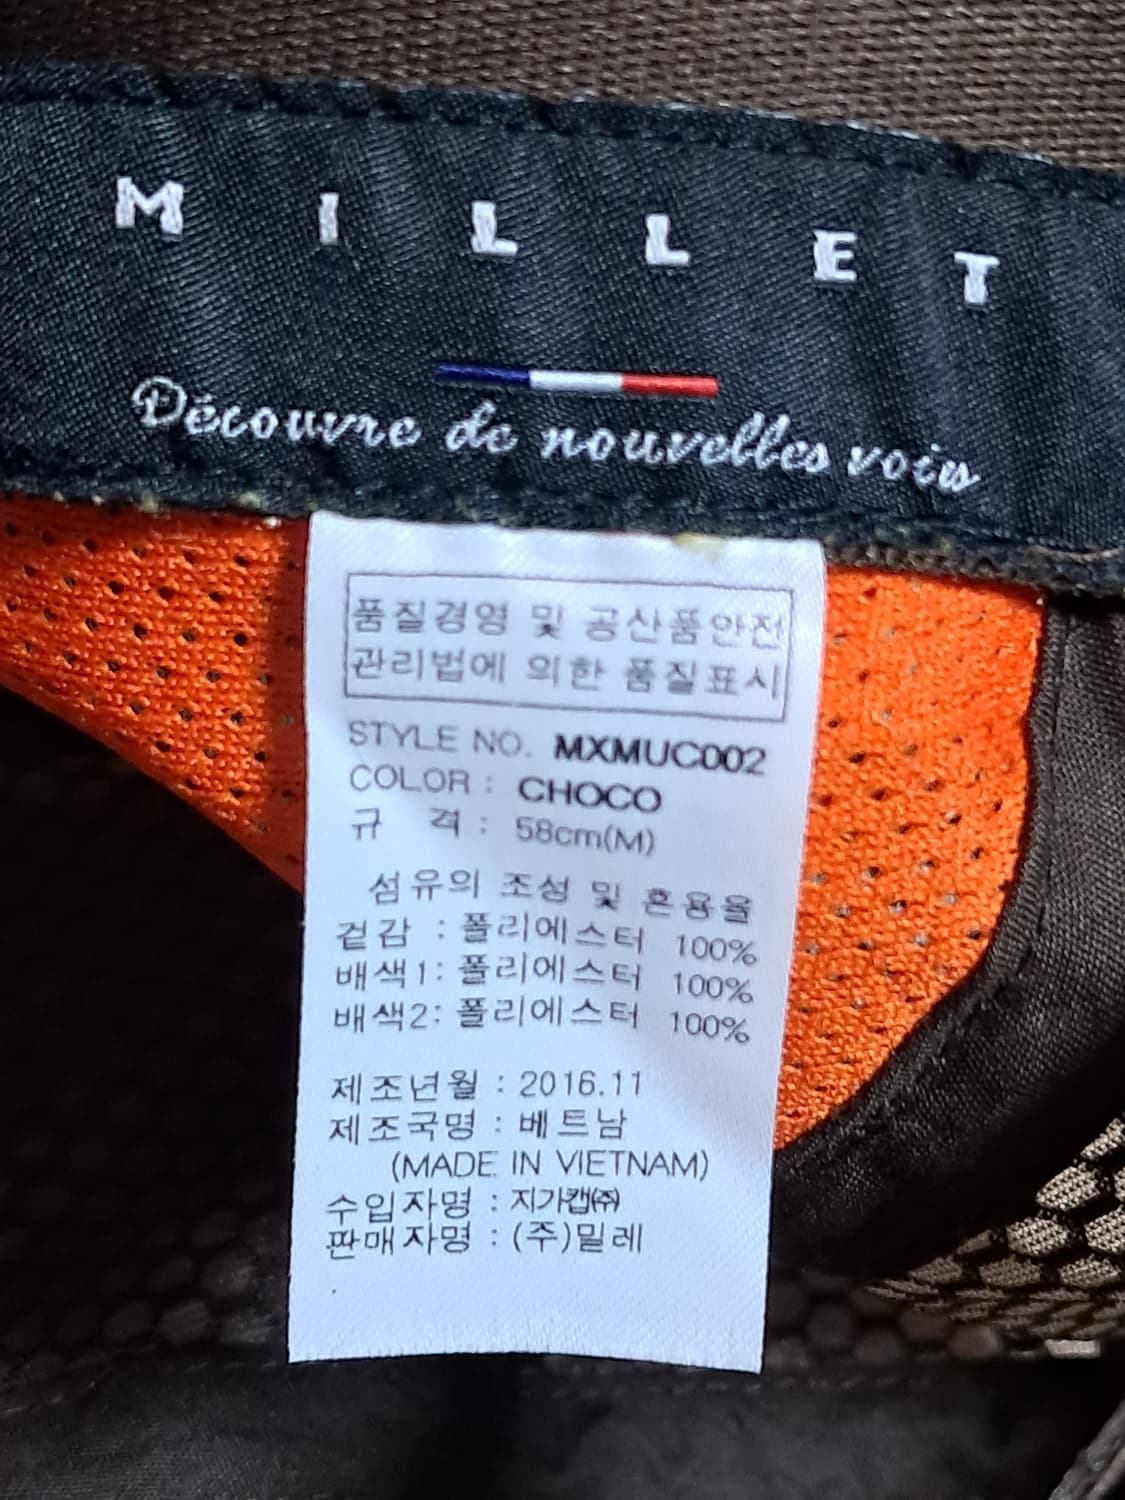 MILLET
Découvre de nouvelles voies
품질경영 및 공산품안전
관리법에 의한 품질표시
STYLE NO. MXMUC002
COLOR : CHOCO
규 격 : 58cm(M)
섬유의 조성 및 혼용율
겉감 : 폴리에스터 100%
배색1: 폴리에스터 100%
배색2: 폴리에스터 100%
제조년월 : 2016.11
제조국명 : 베트남
(MADE IN VIETNAM)
수입자명 : 지가캡㈜
판매자명 : (주)밀레